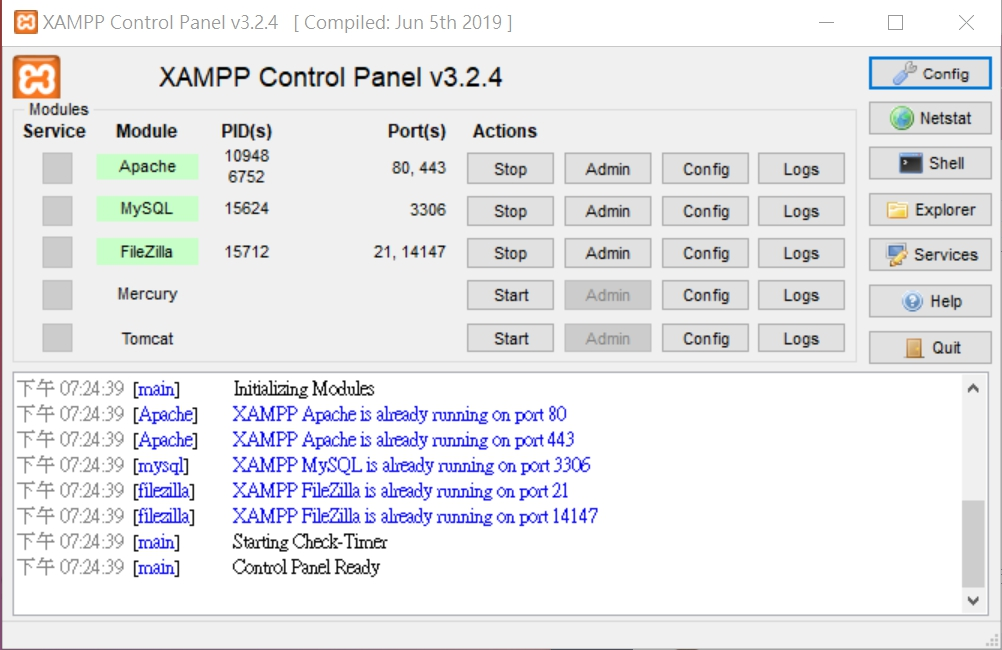 XAMPP Control Panel v3.2.4 [ Compiled: Jun 5th 2019 ]
XAMPP Control Panel v3.2.4
Config
Modules
Service Module PID(s) Port(s) Actions
Netstat
Apache 10948 6752 80, 443 Stop Admin Config Logs
Shell
MySQL 15624 3306 Stop Admin Config Logs
Explorer
FileZilla 15712 21, 14147 Stop Admin Config Logs
Services
Mercury Start Admin Config Logs
Help
Tomcat Start Admin Config Logs
Quit
下午 07:24:39 [main] Initializing Modules
下午 07:24:39 [Apache] XAMPP Apache is already running on port 80
下午 07:24:39 [Apache] XAMPP Apache is already running on port 443
下午 07:24:39 [mysql] XAMPP MySQL is already running on port 3306
下午 07:24:39 [filezilla] XAMPP FileZilla is already running on port 21
下午 07:24:39 [filezilla] XAMPP FileZilla is already running on port 14147
下午 07:24:39 [main] Starting Check-Timer
下午 07:24:39 [main] Control Panel Ready